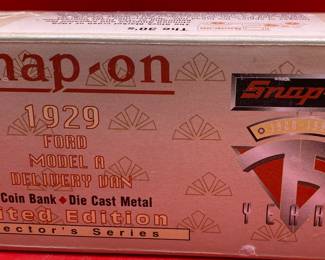 The 30's
nap-on
1929
FORD
MODEL A
DELIVERY VAN
Coin Bank ♦ Die Cast Metal
ited Edition
ector's Series
Snap-
75
YEAR